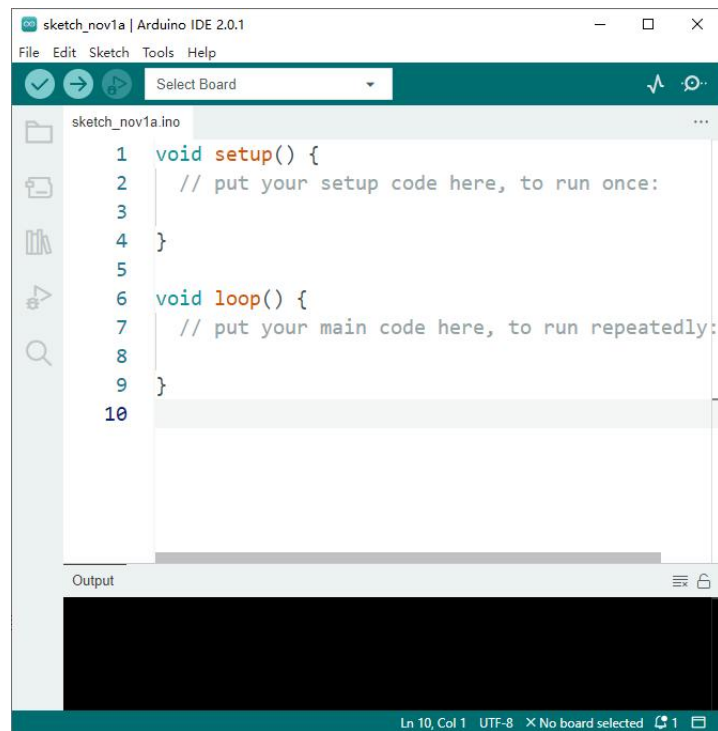 sketch_nov1a | Arduino IDE 2.0.1
File Edit Sketch Tools Help
Select Board
sketch_nov1a.ino
1 void setup() {
2 // put your setup code here, to run once:
3
4 }
5
6 void loop() {
7 // put your main code here, to run repeatedly:
8
9 }
10
Output
Ln 10, Col 1 UTF-8 × No board selected 1